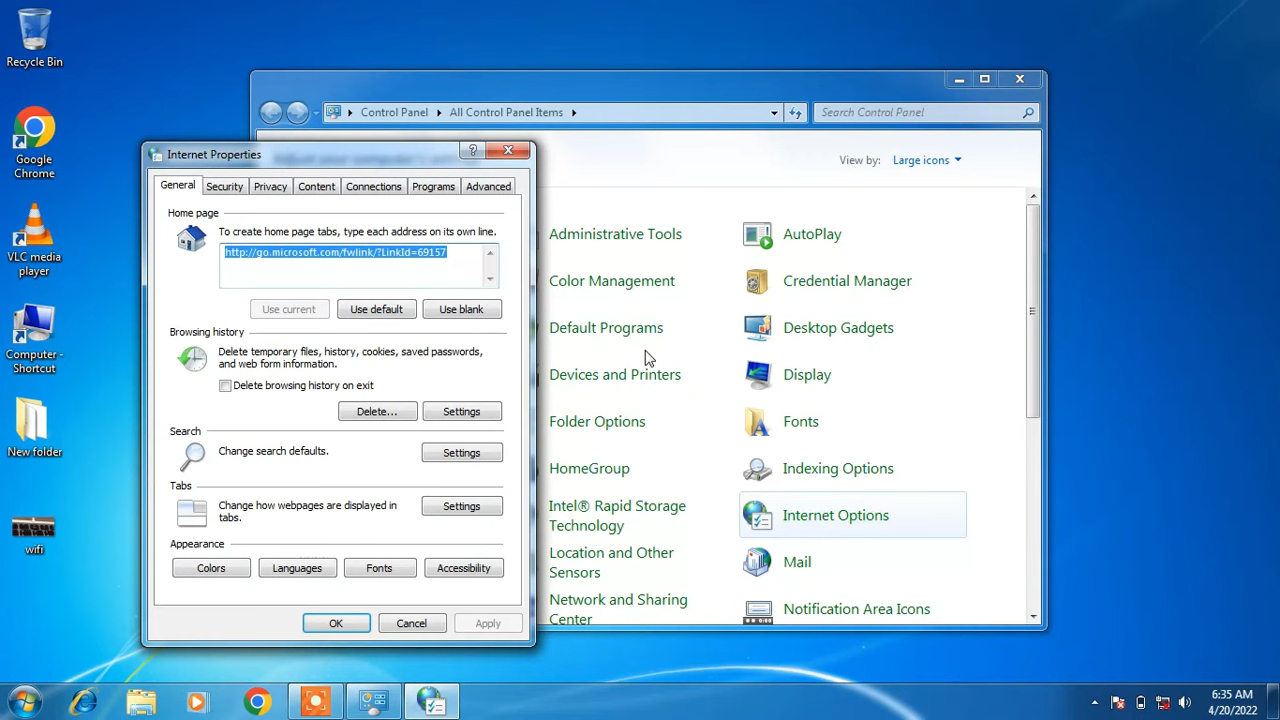 Recycle Bin
Google
Chrome
VLC media
player
Computer -
Shortcut
New folder
wifi
Control Panel
All Control Panel Items
Search Control Panel
View by:
Large icons
Internet Properties
General
Security
Privacy
Content
Connections
Programs
Advanced
Home page
To create home page tabs, type each address on its own line.
http://go.microsoft.com/fwlink/?LinkId=69157
Use current
Use default
Use blank
Browsing history
Delete temporary files, history, cookies, saved passwords,
and web form information.
Delete browsing history on exit
Delete...
Settings
Search
Change search defaults.
Settings
Tabs
Change how webpages are displayed in
tabs.
Settings
Appearance
Colors
Languages
Fonts
Accessibility
OK
Cancel
Apply
Administrative Tools
AutoPlay
Color Management
Credential Manager
Default Programs
Desktop Gadgets
Devices and Printers
Display
Folder Options
Fonts
HomeGroup
Indexing Options
Intel® Rapid Storage
Technology
Internet Options
Location and Other
Sensors
Mail
Network and Sharing
Center
Notification Area Icons
6:35 AM
4/20/2022